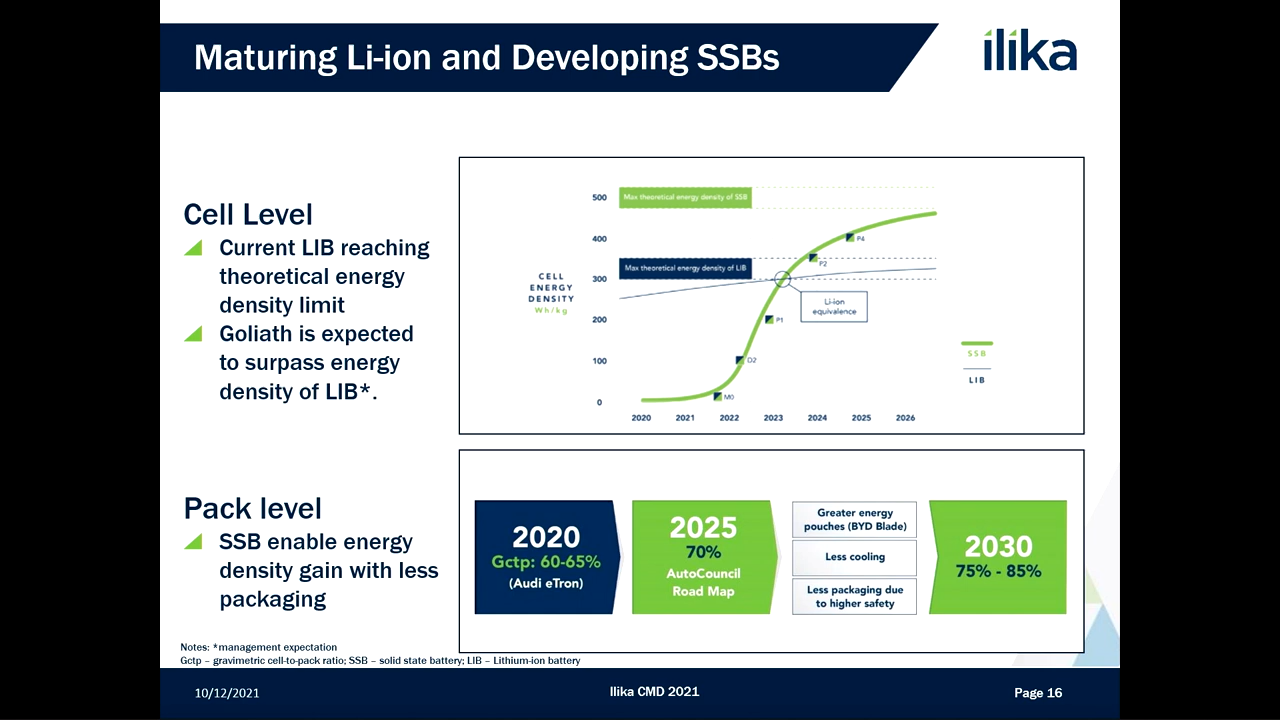 Maturing Li-ion and Developing SSBs
ilika
Cell Level
Current LIB reaching
theoretical energy
density limit
Goliath is expected
to surpass energy
density of LIB*.
500
400
300
200
100
0
CELL
ENERGY
DENSITY
Wh/kg
Max theoretical energy density of SSB
Max theoretical energy density of LIB
P4
P2
Li-ion
equivalence
P1
D2
M0
SSB
LIB
2020 2021 2022 2023 2024 2025 2026
Pack level
SSB enable energy
density gain with less
packaging
2020
Gctp: 60-65%
(Audi eTron)
2025
70%
AutoCouncil
Road Map
Greater energy
pouches (BYD Blade)
Less cooling
Less packaging due
to higher safety
2030
75% - 85%
Notes: *management expectation
Gctp – gravimetric cell-to-pack ratio; SSB – solid state battery; LIB – Lithium-ion battery
10/12/2021
Ilika CMD 2021
Page 16